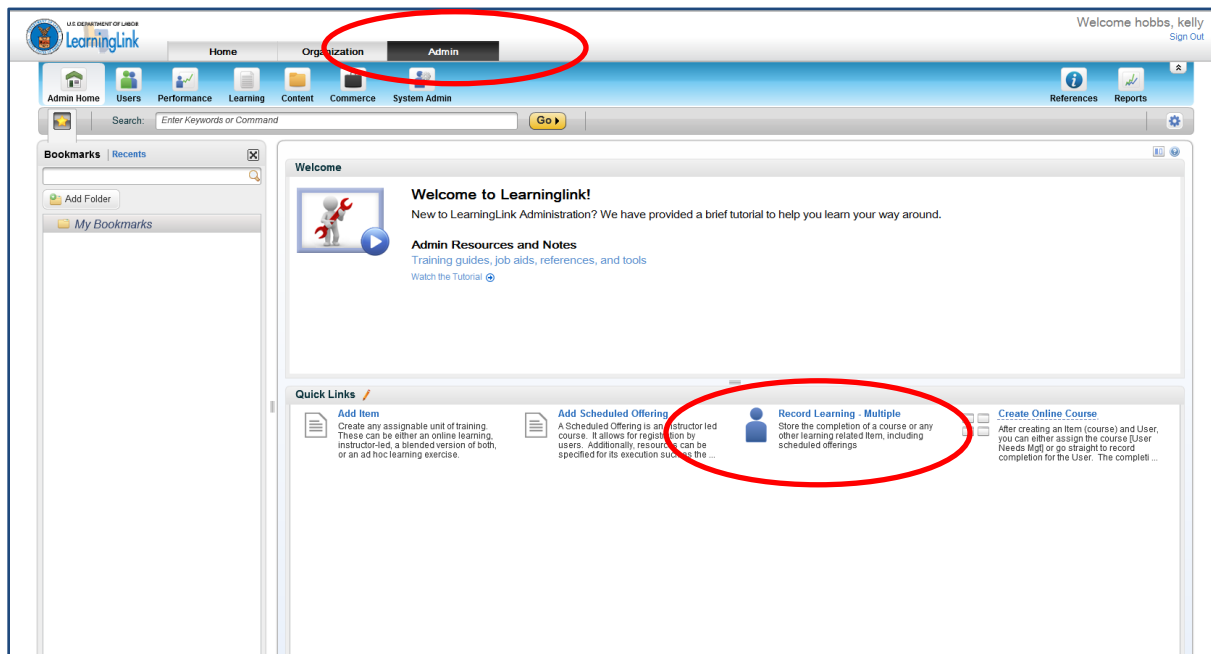 U.S. DEPARTMENT OF LABOR
LearningLink
Welcome hobbs, kelly
Sign Out
Home Organization Admin
Admin Home Users Performance Learning Content Commerce System Admin References Reports
Search: Enter Keywords or Command Go
Bookmarks | Recents
Add Folder
My Bookmarks
Welcome
Welcome to Learninglink!
New to LearningLink Administration? We have provided a brief tutorial to help you learn your way around.
Admin Resources and Notes
Training guides, job aids, references, and tools
Watch the Tutorial
Quick Links
Add Item
Create any assignable unit of training.
These can be either an online learning,
instructor-led, a blended version of both,
or an ad hoc learning exercise.
Add Scheduled Offering
A Scheduled Offering is an instructor led
course. It allows for registration by
users. Additionally, resources can be
specified for its execution such as the ...
Record Learning - Multiple
Store the completion of a course or any
other learning related item, including
scheduled offerings
Create Online Course
After creating an Item (course) and User,
you can either assign the course [User
Needs Mgt] or go straight to record
completion for the User. The completi ...